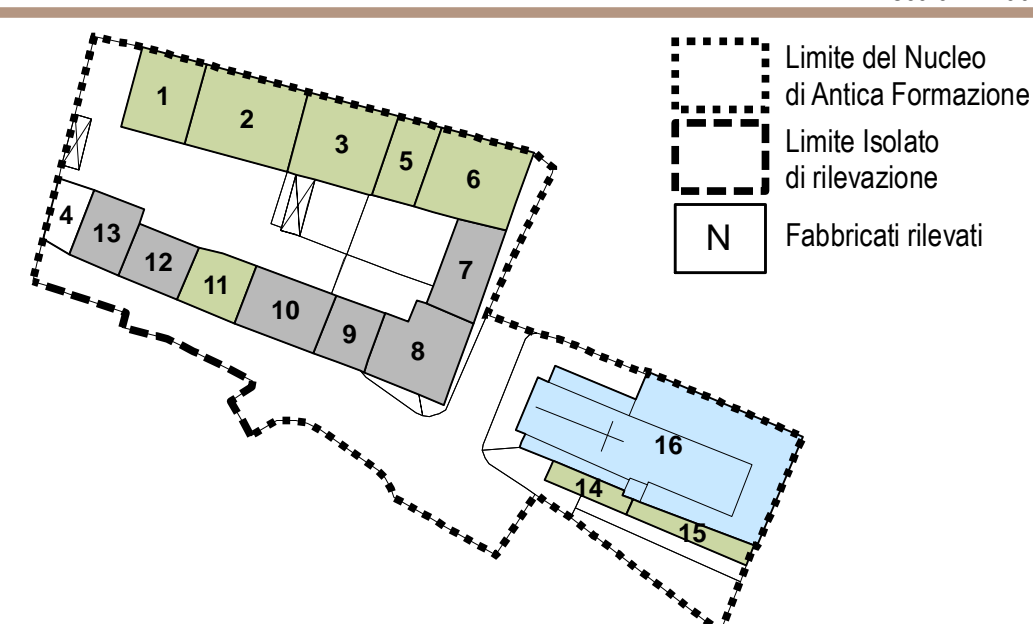 Limite del Nucleo
di Antica Formazione
Limite Isolato
di rilevazione
N
Fabbricati rilevati
1
2
3
5
6
4
13
12
11
10
9
8
7
16
14
15